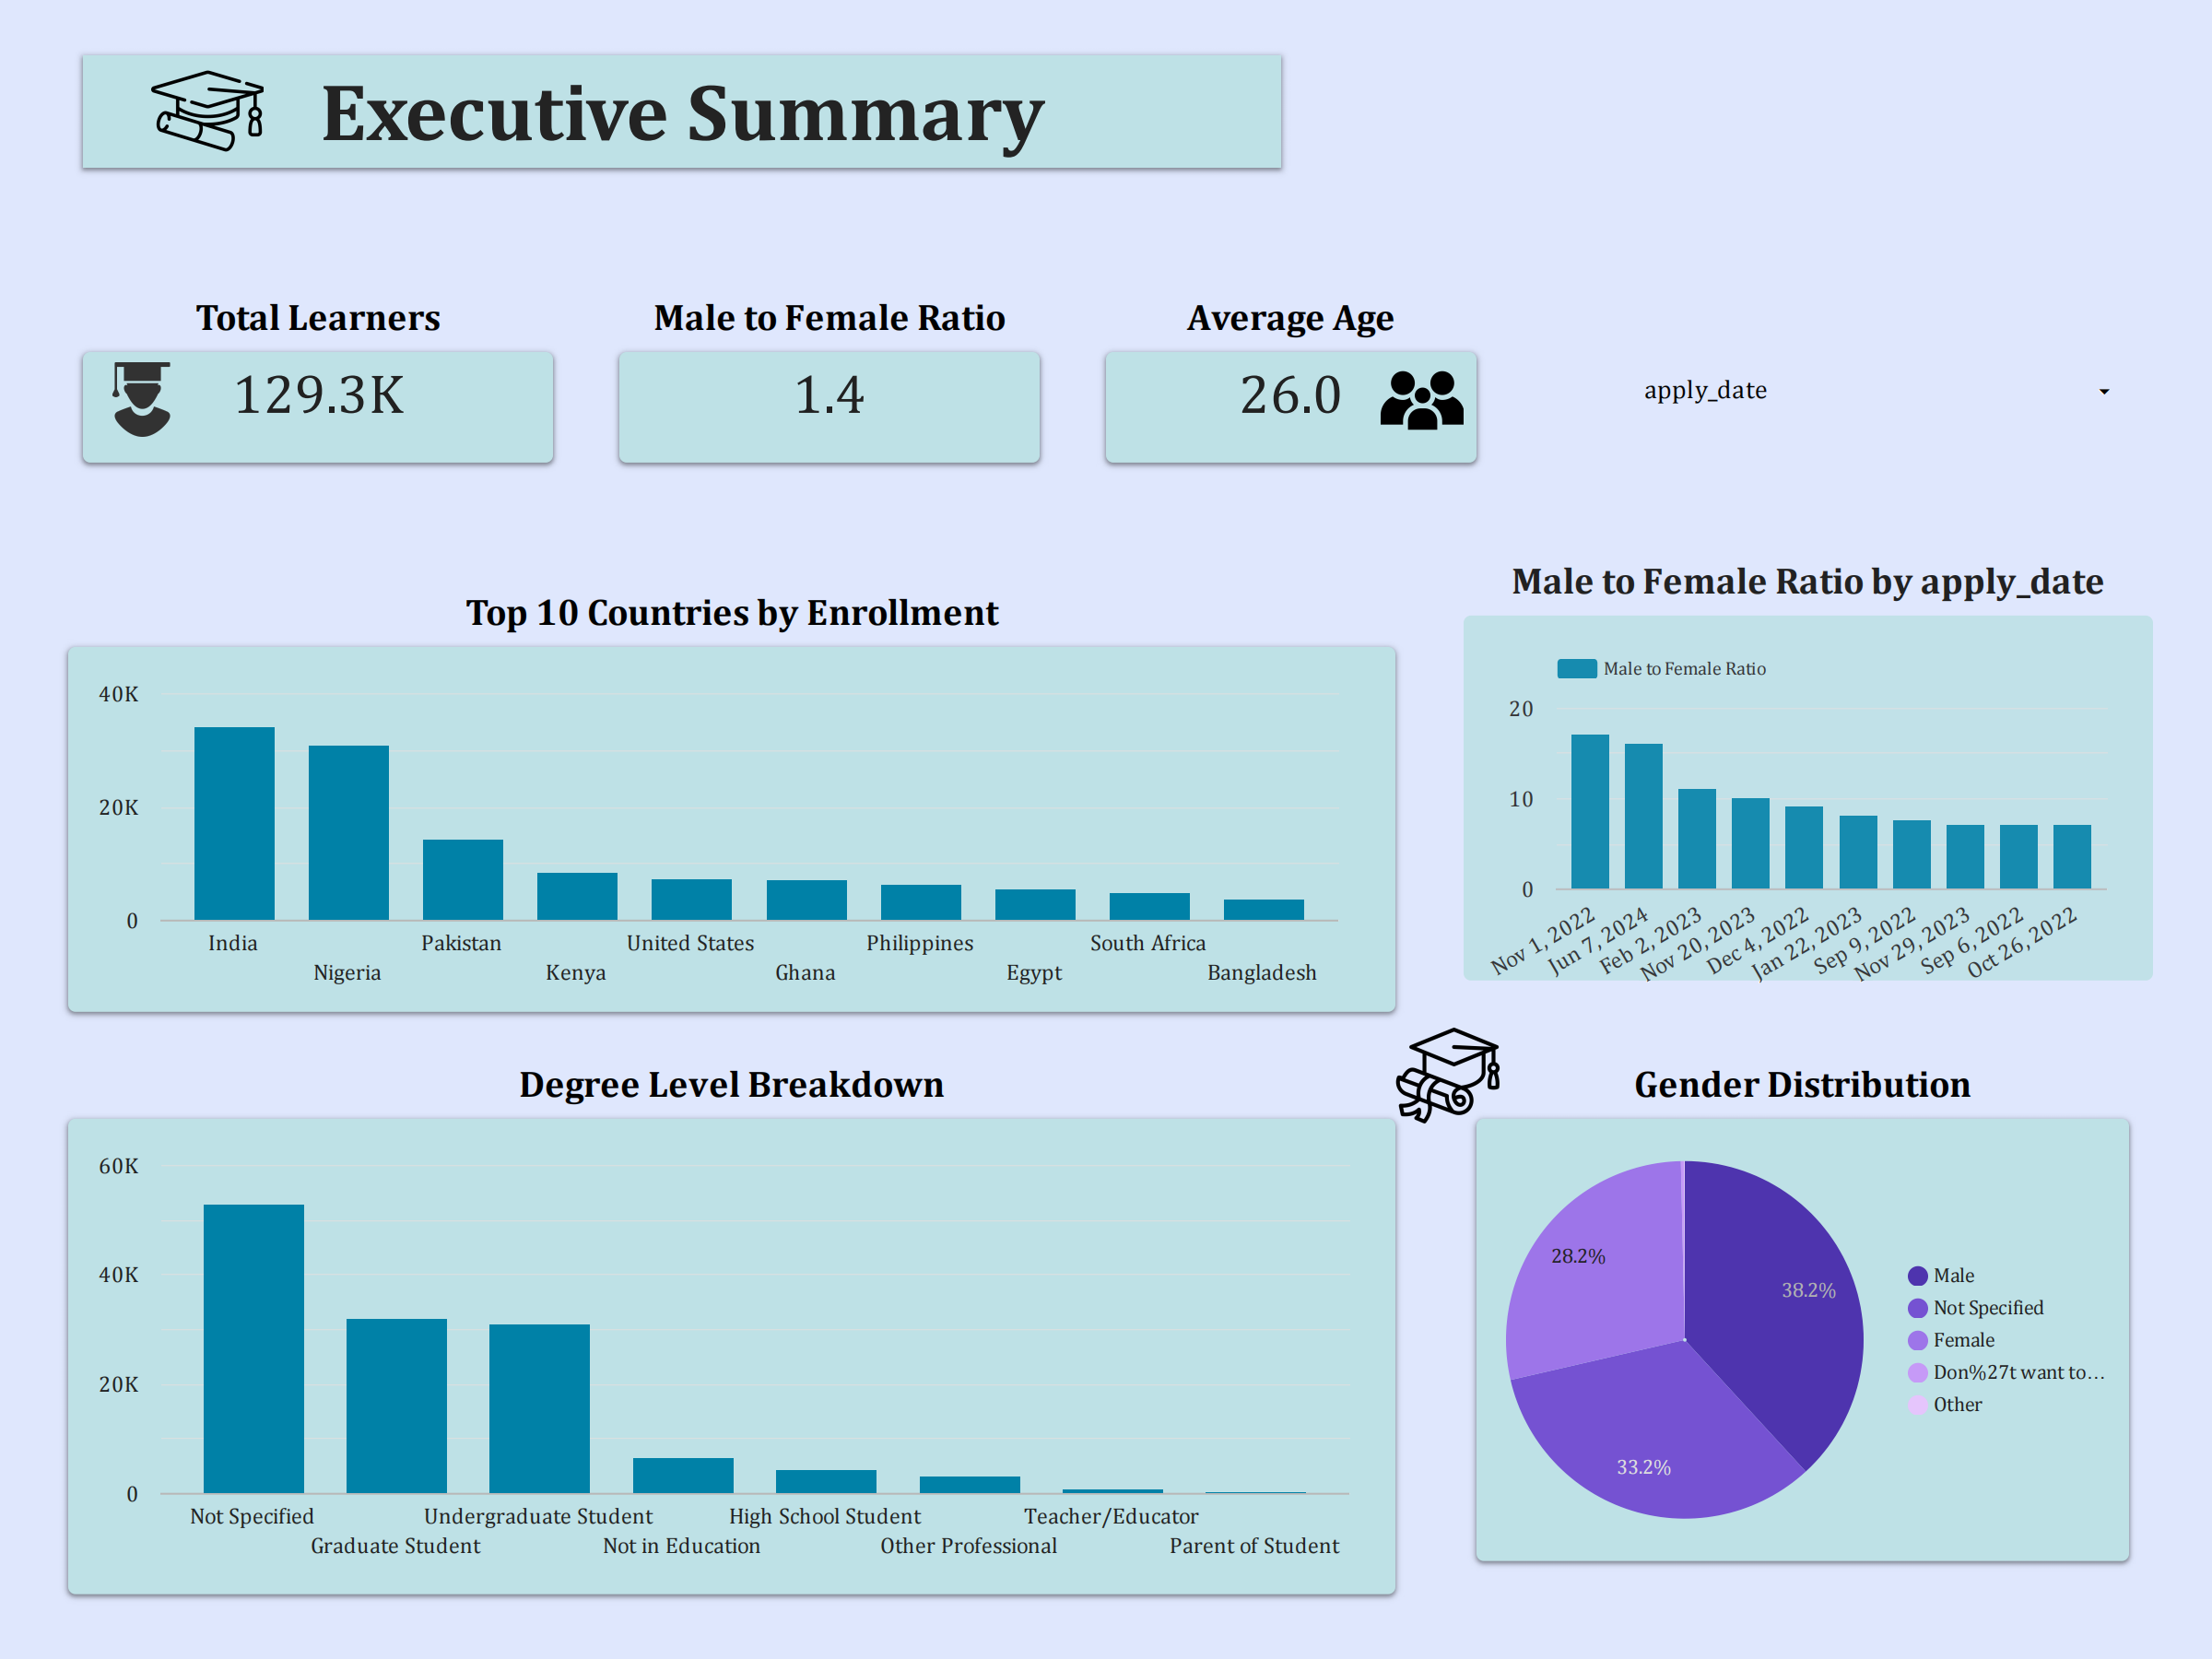 Executive Summary
Total Learners
129.3K
Male to Female Ratio
1.4
Average Age
26.0
apply_date
Top 10 Countries by Enrollment
40K
20K
0
India
Nigeria
Pakistan
Kenya
United States
Ghana
Philippines
Egypt
South Africa
Bangladesh
Male to Female Ratio by apply_date
Male to Female Ratio
20
10
0
Nov 1, 2022
Jun 7, 2024
Feb 2, 2023
Nov 20, 2023
Dec 4, 2022
Jan 22, 2023
Sep 9, 2022
Nov 29, 2023
Sep 6, 2022
Oct 26, 2022
Degree Level Breakdown
60K
40K
20K
0
Not Specified
Graduate Student
Undergraduate Student
Not in Education
High School Student
Other Professional
Teacher/Educator
Parent of Student
Gender Distribution
28.2%
38.2%
33.2%
Male
Not Specified
Female
Don%27t want to...
Other